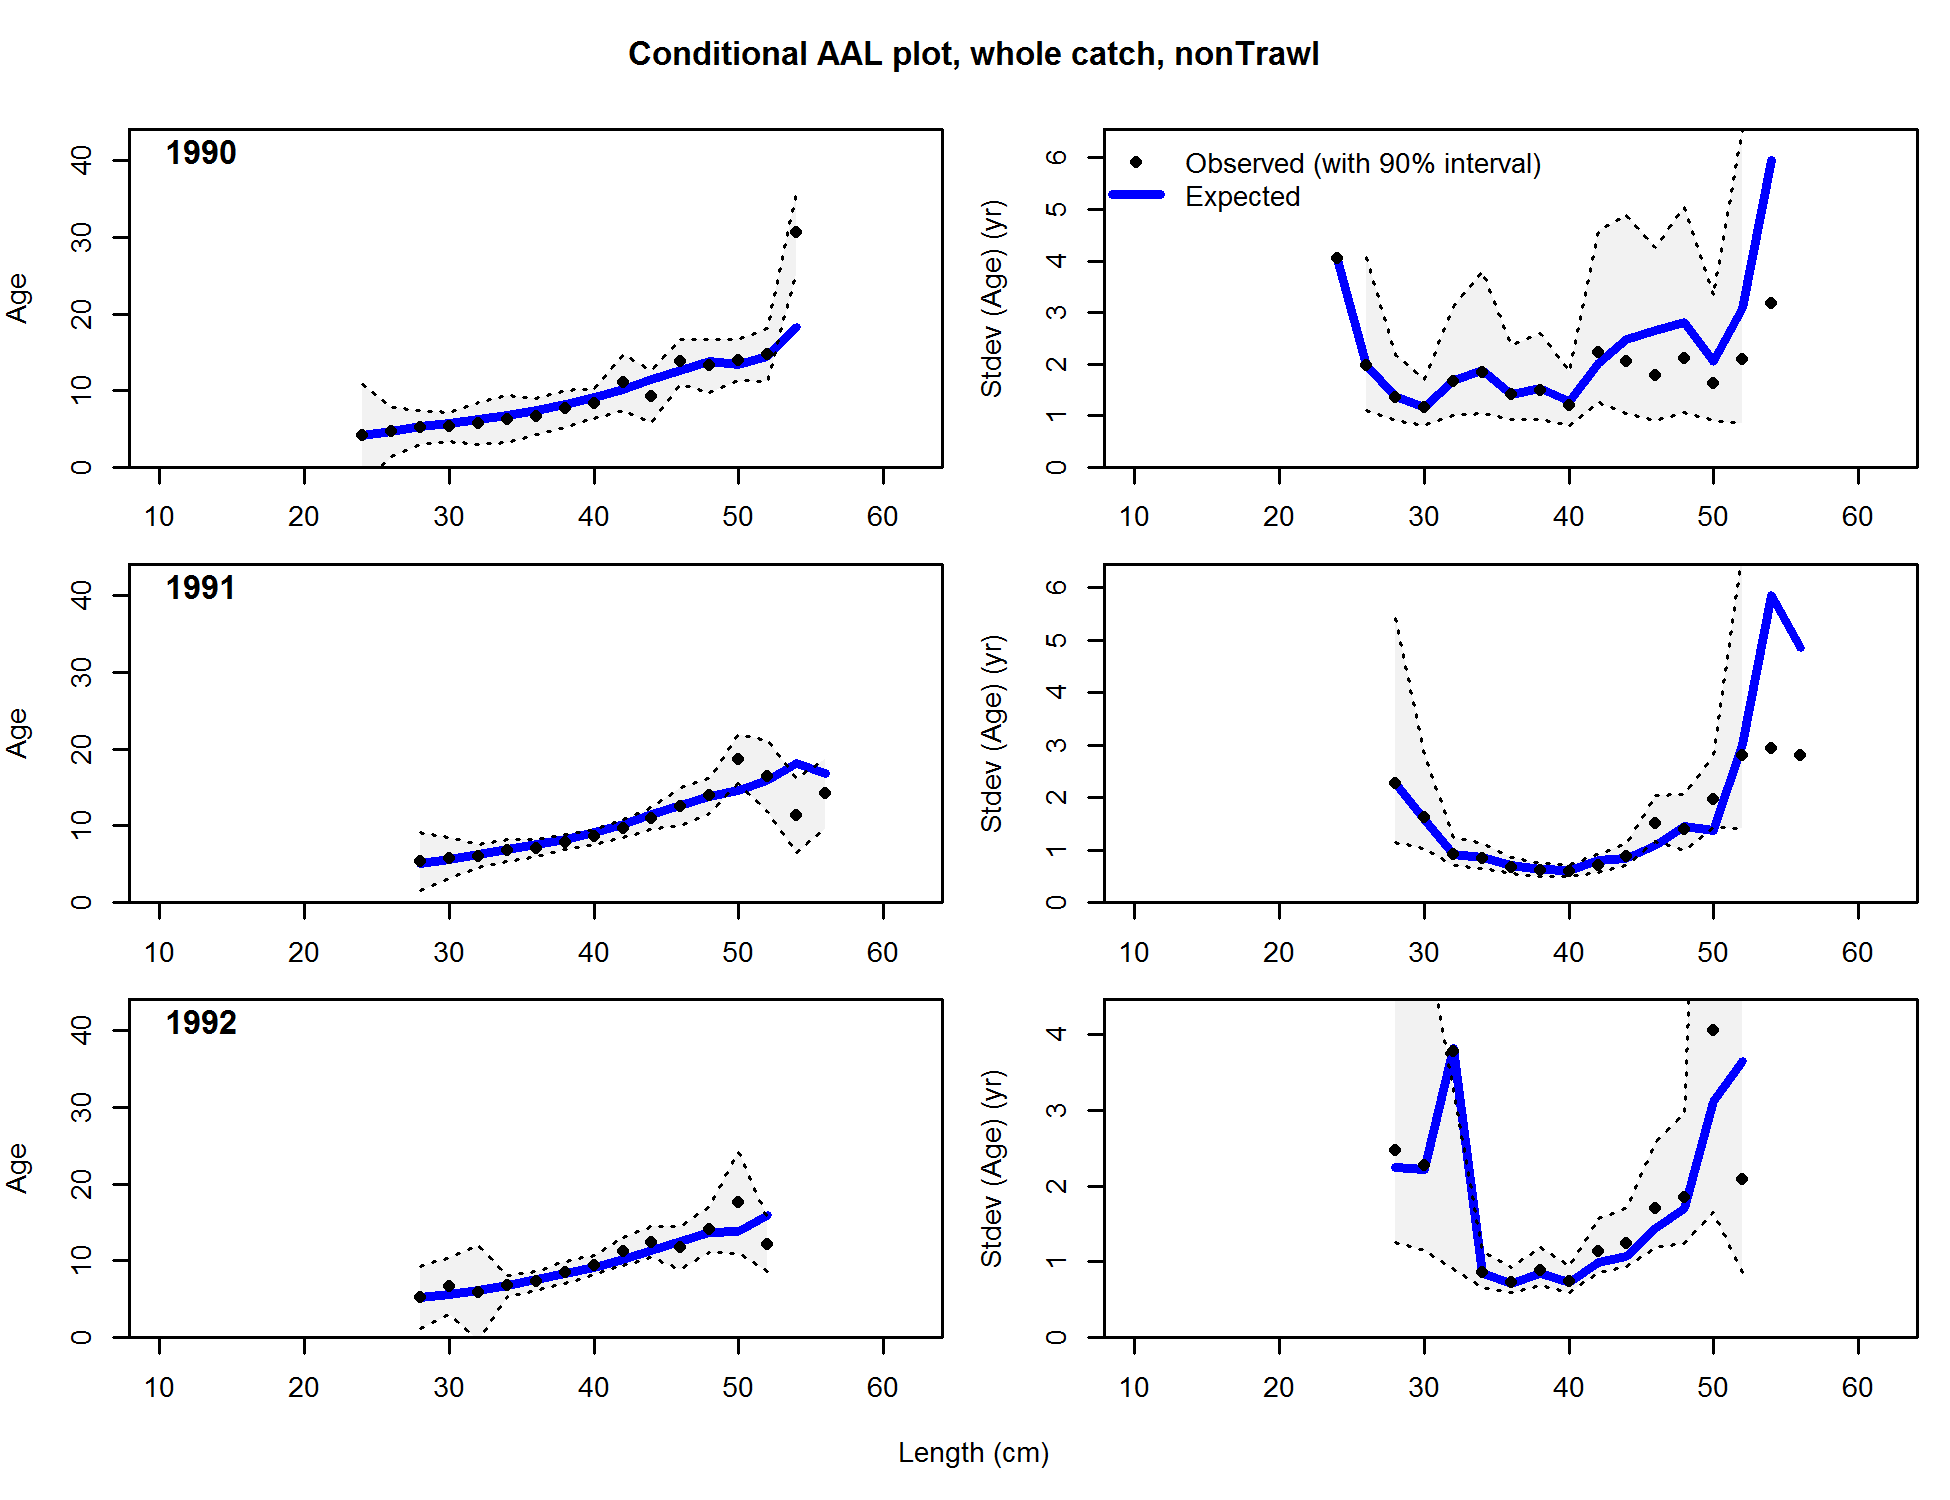 Conditional AAL plot, whole catch, nonTrawl
1990
Age
0 10 20 30 40
10 20 30 40 50 60
Observed (with 90% interval)
Expected
Stdev (Age) (yr)
0 1 2 3 4 5 6
10 20 30 40 50 60
1991
Age
0 10 20 30 40
10 20 30 40 50 60
Stdev (Age) (yr)
0 1 2 3 4 5 6
10 20 30 40 50 60
1992
Age
0 10 20 30 40
10 20 30 40 50 60
Stdev (Age) (yr)
0 1 2 3 4
10 20 30 40 50 60
Length (cm)